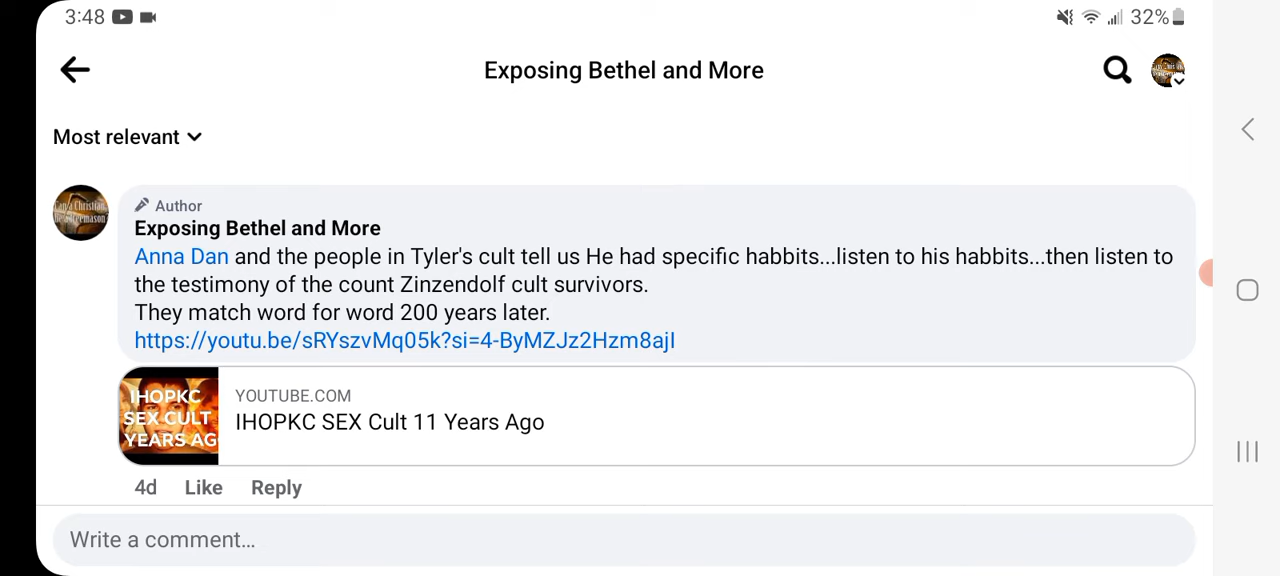 3:48
32%
Exposing Bethel and More
Most relevant
Author
Exposing Bethel and More
Anna Dan and the people in Tyler's cult tell us He had specific habbits...listen to his habbits...then listen to
the testimony of the count Zinzendolf cult survivors.
They match word for word 200 years later.
https://youtu.be/sRYszvMq05k?si=4-ByMZJz2Hzm8ajI
IHOPKC
SEX CULT
YEARS AG
YOUTUBE.COM
IHOPKC SEX Cult 11 Years Ago
4d Like Reply
Write a comment...